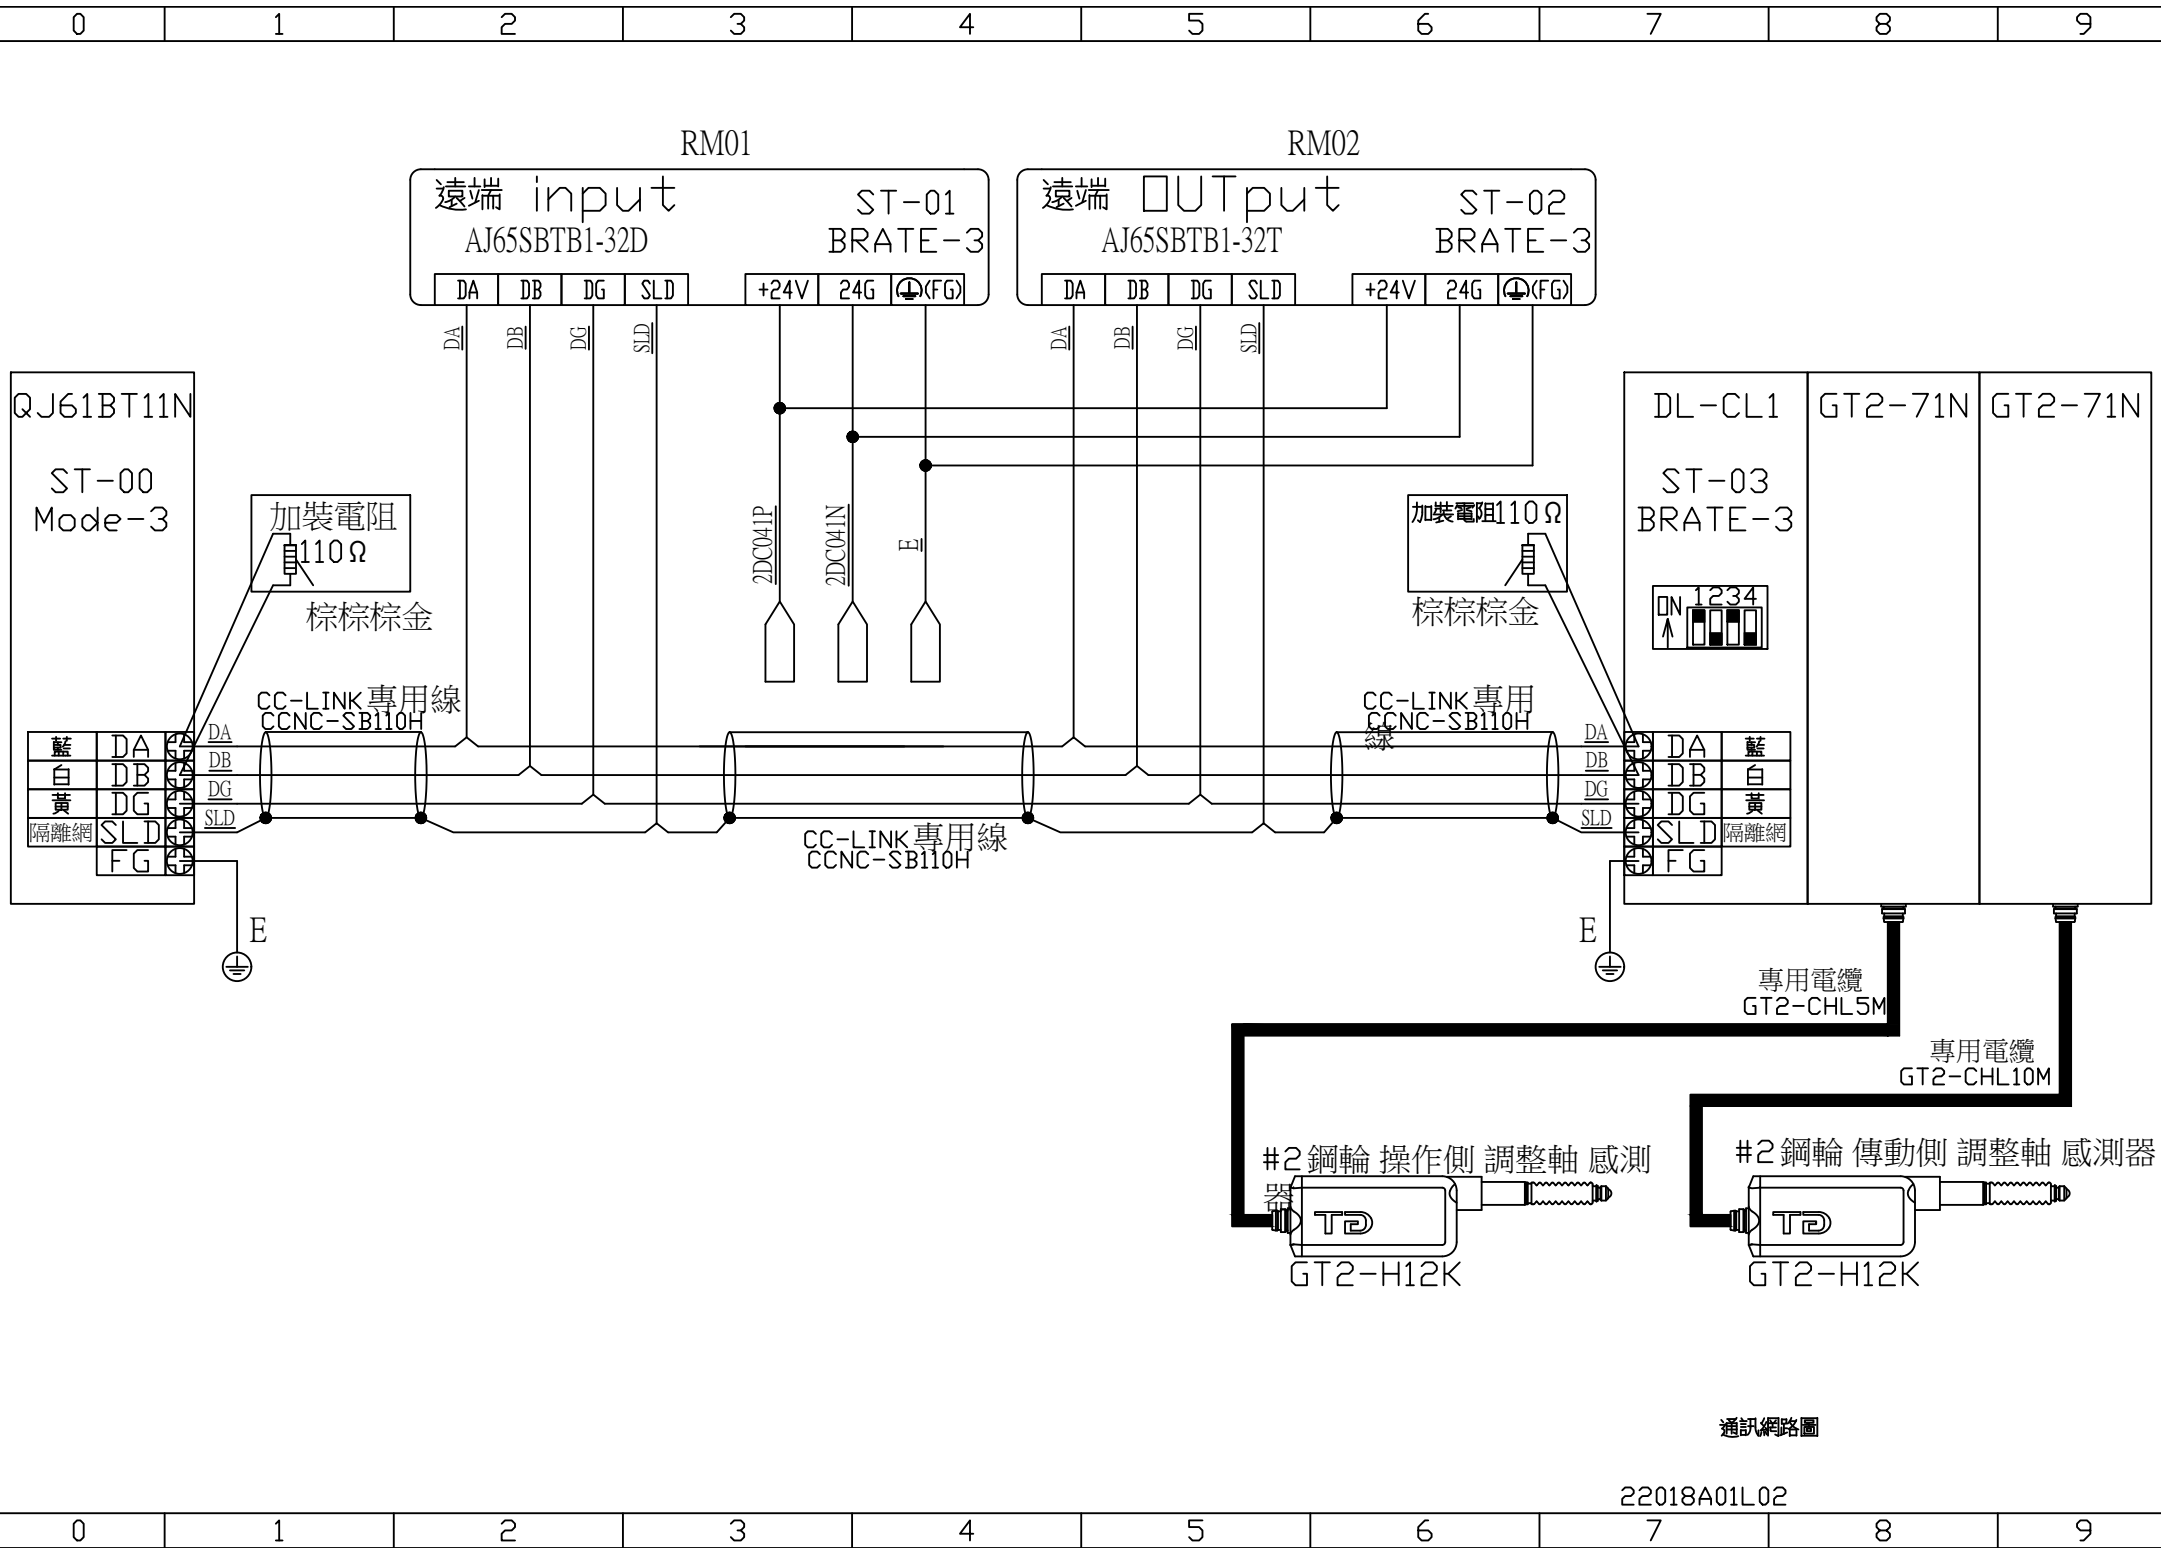 0 1 2 3 4 5 6 7 8 9
RM01
遠端 input
ST-01
AJ65SBTB1-32D
BRATE-3
DA DB DG SLD +24V 24G (FG)
DA DB DG SLD
RM02
遠端 OUTput
ST-02
AJ65SBTB1-32T
BRATE-3
DA DB DG SLD +24V 24G (FG)
DA DB DG SLD
QJ61BT11N
ST-00
Mode-3
加裝電阻
110Ω
棕棕棕金
2DC041P
2DC041N
E
加裝電阻110Ω
棕棕棕金
DL-CL1
ST-03
BRATE-3
ON 1234
GT2-71N
GT2-71N
CC-LINK專用線
CCNC-SB110H
CC-LINK專用線
CCNC-SB110H
CC-LINK專用
線
CCNC-SB110H
藍 DA DA
白 DB DB
黃 DG DG
隔離網 SLD SLD
FG
E
DA DA 藍
DB DB 白
DG DG 黃
SLD SLD 隔離網
FG
E
專用電纜
GT2-CHL5M
專用電纜
GT2-CHL10M
#2鋼輪 操作側 調整軸 感測
器
GT2-H12K
#2鋼輪 傳動側 調整軸 感測器
GT2-H12K
通訊網路圖
22018A01L02
0 1 2 3 4 5 6 7 8 9